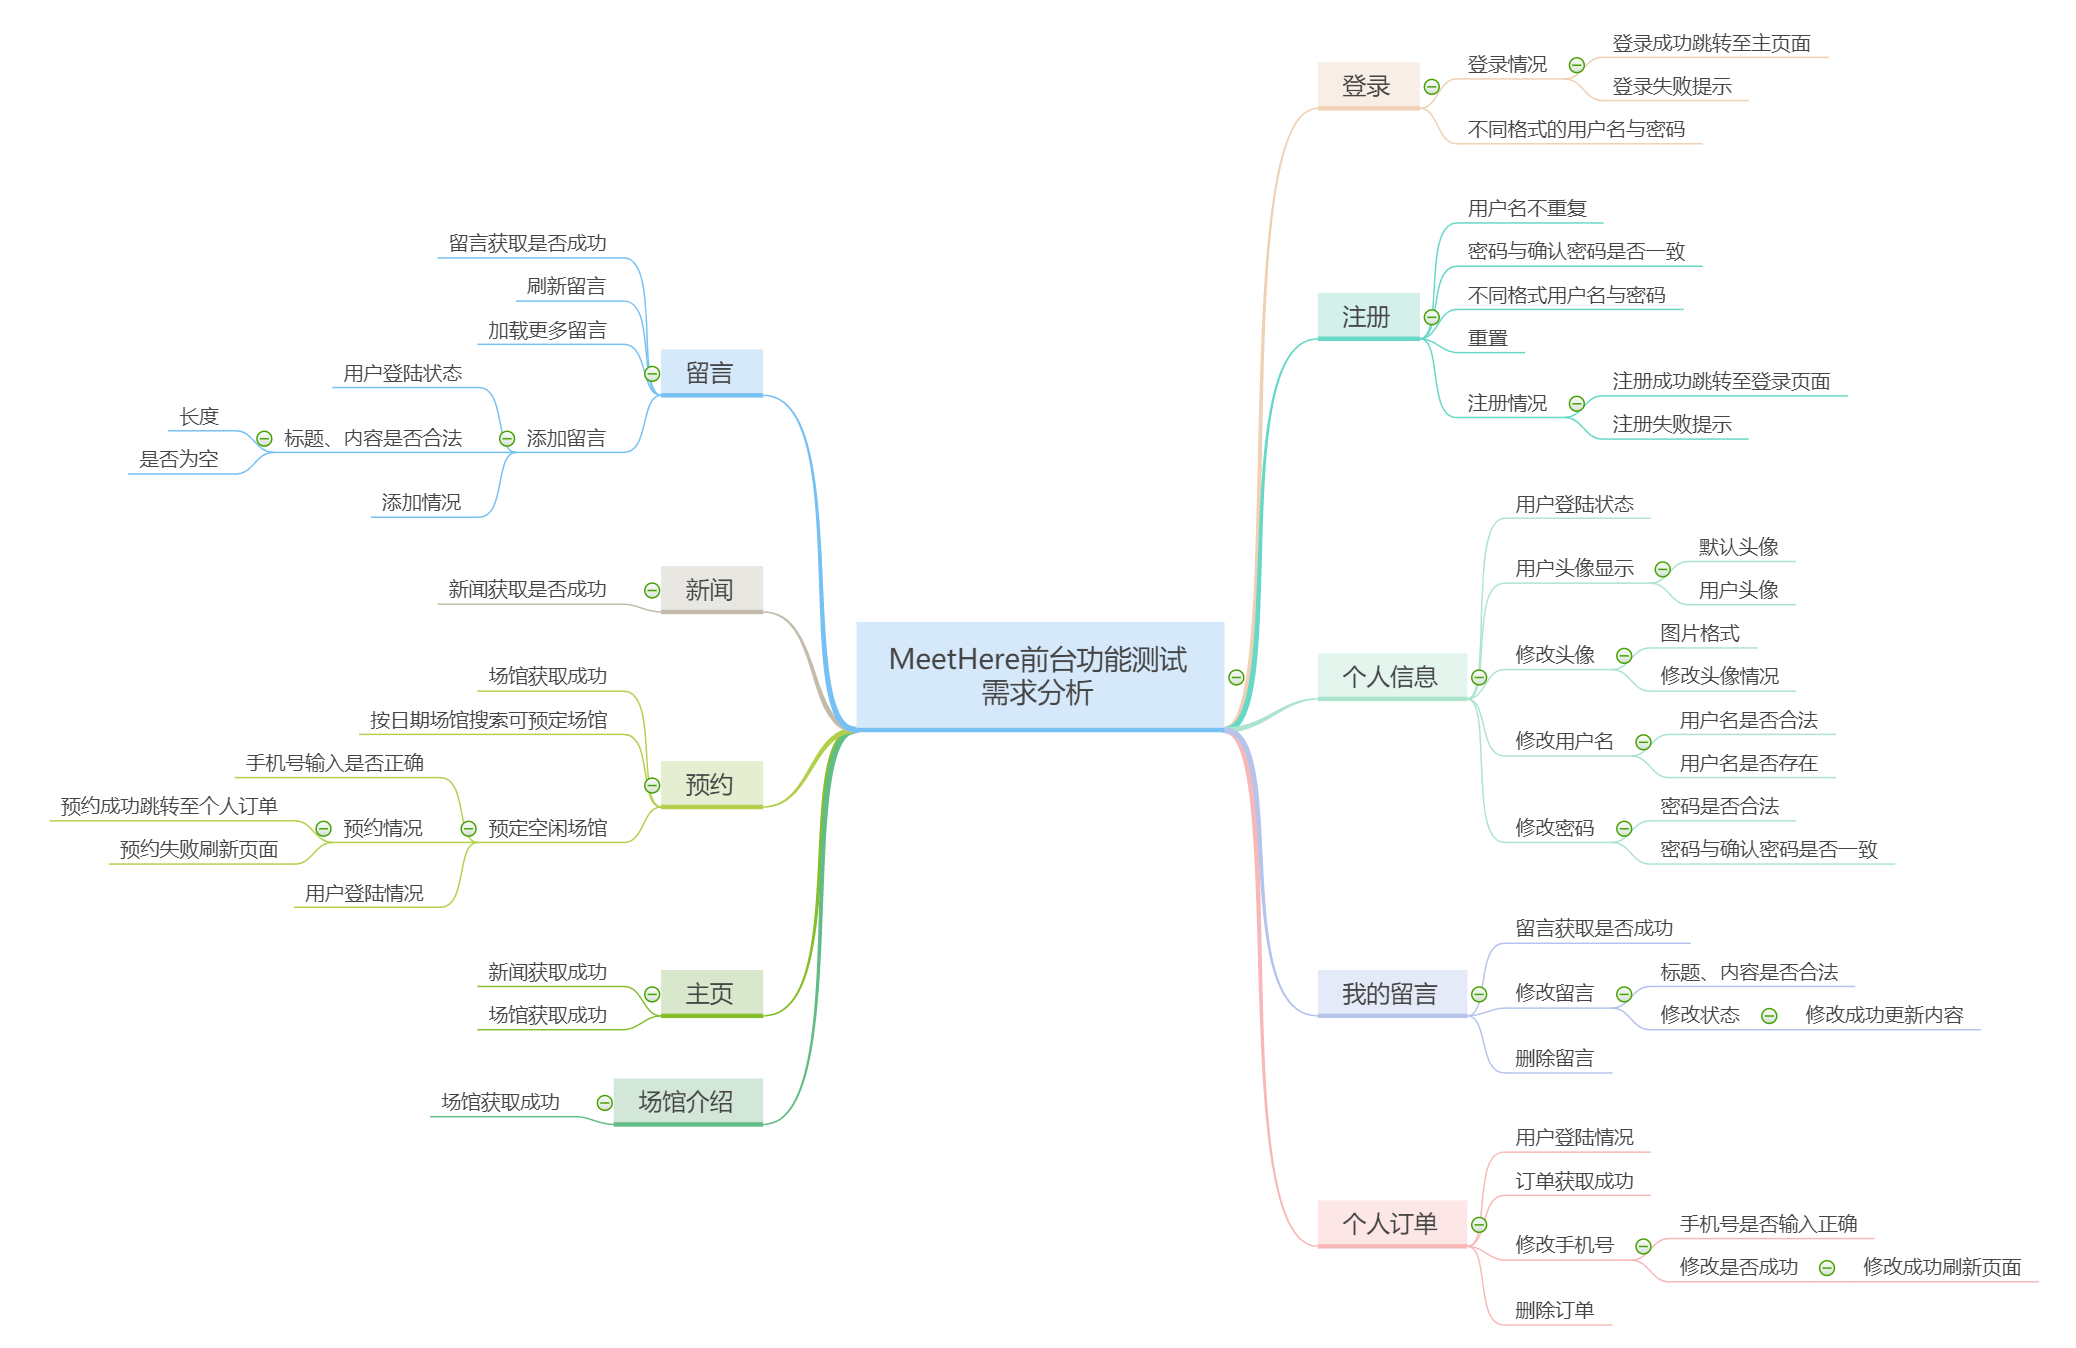 MeetHere前台功能测试
需求分析
登录
登录情况
登录成功跳转至主页面
登录失败提示
不同格式的用户名与密码
注册
用户名不重复
密码与确认密码是否一致
不同格式用户名与密码
重置
注册情况
注册成功跳转至登录页面
注册失败提示
个人信息
用户登陆状态
用户头像显示
默认头像
用户头像
修改头像
图片格式
修改头像情况
修改用户名
用户名是否合法
用户名是否存在
修改密码
密码是否合法
密码与确认密码是否一致
我的留言
留言获取是否成功
修改留言
标题、内容是否合法
修改状态
修改成功更新内容
删除留言
个人订单
用户登陆情况
订单获取成功
修改手机号
手机号是否输入正确
修改是否成功
修改成功刷新页面
删除订单
留言
留言获取是否成功
刷新留言
加载更多留言
添加留言
用户登陆状态
标题、内容是否合法
长度
是否为空
添加情况
新闻
新闻获取是否成功
预约
场馆获取成功
按日期场馆搜索可预定场馆
预定空闲场馆
手机号输入是否正确
预约情况
预约成功跳转至个人订单
预约失败刷新页面
用户登陆情况
主页
新闻获取成功
场馆获取成功
场馆介绍
场馆获取成功